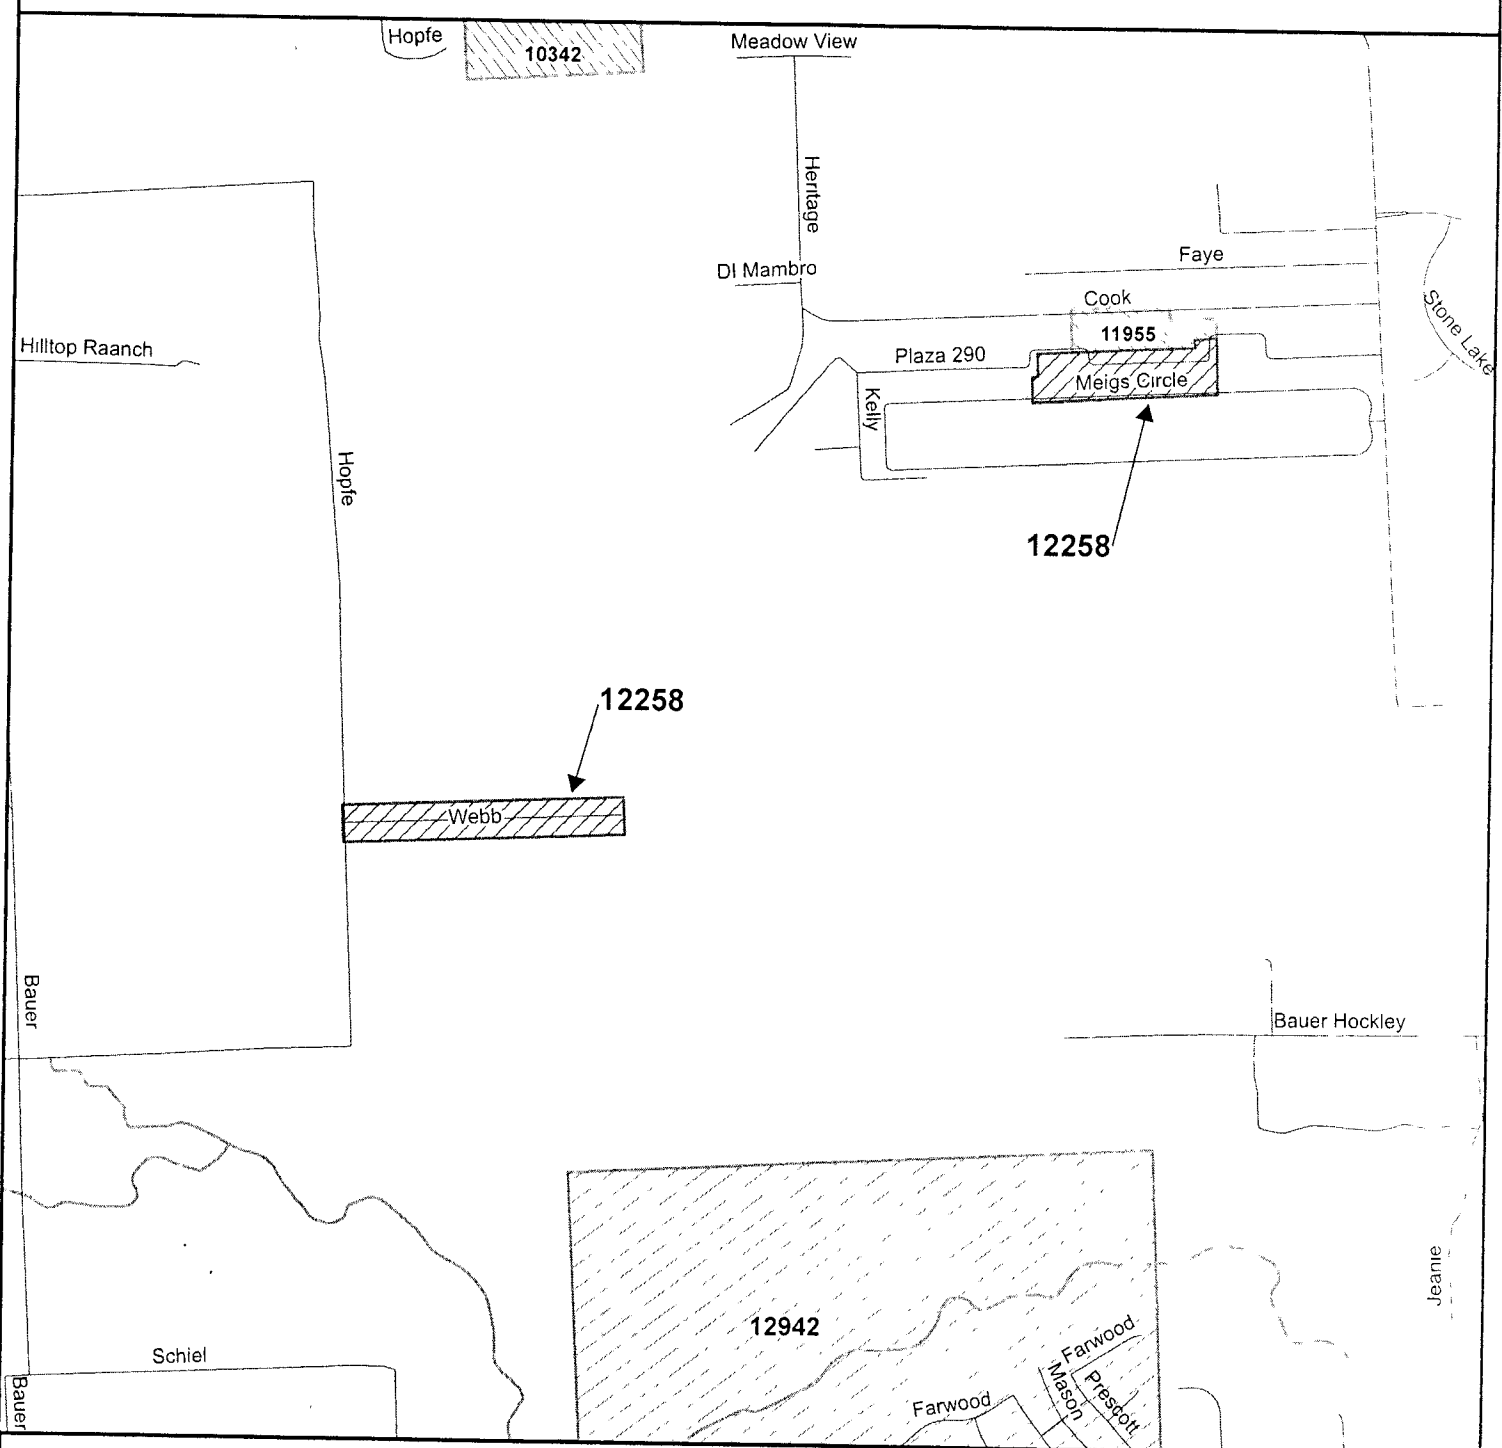 Hopfe
10342
Meadow View
Heritage
DI Mambro
Faye
Cook
Stone Lake
11955
Hilltop Raanch
Plaza 290
Meigs Circle
Kelly
Hopfe
12258
12258
Webb
Bauer
Bauer Hockley
Jeanie
12942
Farwood
Schiel
Mason
Prescott
Bauer
Farwood